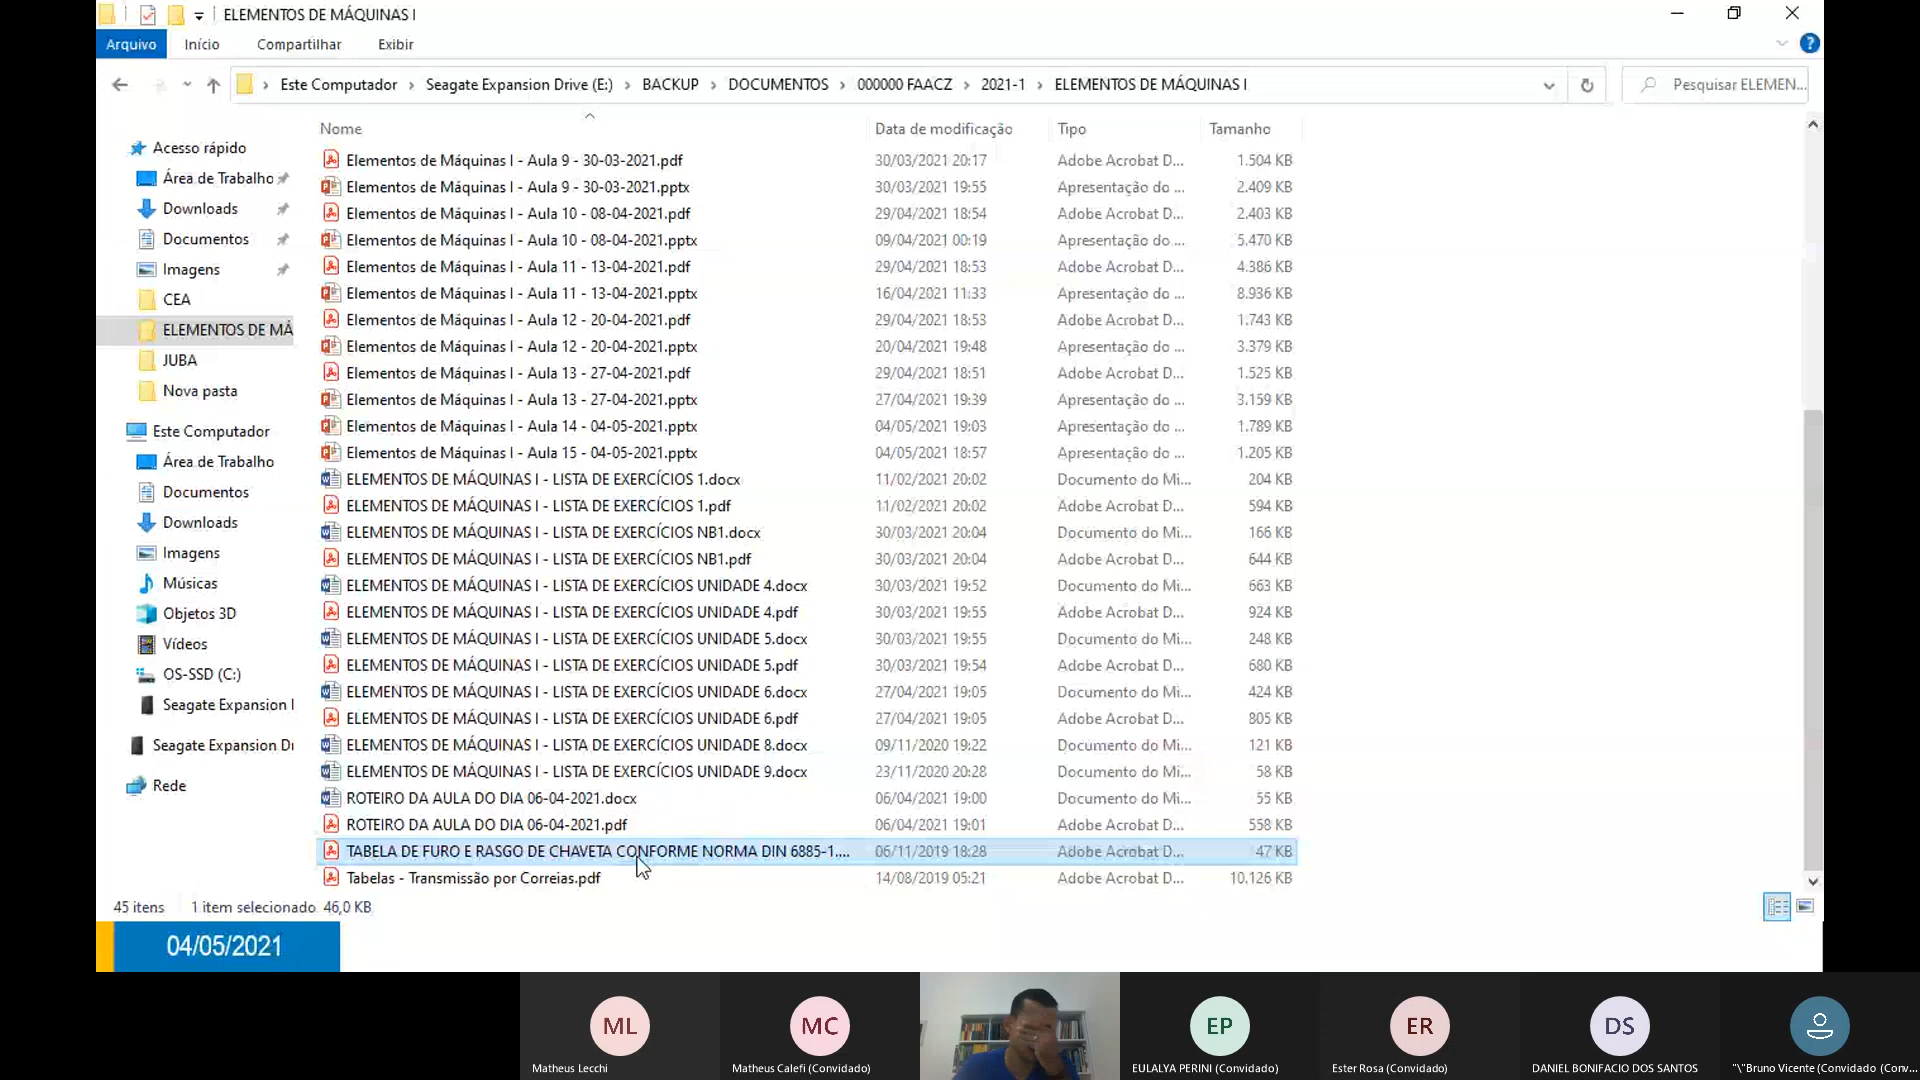 ELEMENTOS DE MÁQUINAS I
Arquivo Início Compartilhar Exibir
Este Computador Seagate Expansion Drive (E:) BACKUP DOCUMENTOS 000000 FAACZ 2021-1 ELEMENTOS DE MÁQUINAS I Pesquisar ELEMEN...
Nome Data de modificação Tipo Tamanho
Acesso rápido
Área de Trabalho
Downloads
Documentos
Imagens
CEA
ELEMENTOS DE MÁ
JUBA
Nova pasta
Este Computador
Área de Trabalho
Documentos
Downloads
Imagens
Músicas
Objetos 3D
Vídeos
OS-SSD (C:)
Seagate Expansion
Seagate Expansion Dr
Rede
Elementos de Máquinas I - Aula 9 - 30-03-2021.pdf 30/03/2021 20:17 Adobe Acrobat D... 1.504 KB
Elementos de Máquinas I - Aula 9 - 30-03-2021.pptx 30/03/2021 19:55 Apresentação do ... 2.409 KB
Elementos de Máquinas I - Aula 10 - 08-04-2021.pdf 29/04/2021 18:54 Adobe Acrobat D... 2.403 KB
Elementos de Máquinas I - Aula 10 - 08-04-2021.pptx 09/04/2021 00:19 Apresentação do ... 5.470 KB
Elementos de Máquinas I - Aula 11 - 13-04-2021.pdf 29/04/2021 18:53 Adobe Acrobat D... 4.386 KB
Elementos de Máquinas I - Aula 11 - 13-04-2021.pptx 16/04/2021 11:33 Apresentação do ... 8.936 KB
Elementos de Máquinas I - Aula 12 - 20-04-2021.pdf 29/04/2021 18:53 Adobe Acrobat D... 1.743 KB
Elementos de Máquinas I - Aula 12 - 20-04-2021.pptx 20/04/2021 19:48 Apresentação do ... 3.379 KB
Elementos de Máquinas I - Aula 13 - 27-04-2021.pdf 29/04/2021 18:51 Adobe Acrobat D... 1.525 KB
Elementos de Máquinas I - Aula 13 - 27-04-2021.pptx 27/04/2021 19:39 Apresentação do ... 3.159 KB
Elementos de Máquinas I - Aula 14 - 04-05-2021.pptx 04/05/2021 19:03 Apresentação do ... 1.789 KB
Elementos de Máquinas I - Aula 15 - 04-05-2021.pptx 04/05/2021 18:57 Apresentação do ... 1.205 KB
ELEMENTOS DE MÁQUINAS I - LISTA DE EXERCÍCIOS 1.docx 11/02/2021 20:02 Documento do Mi... 204 KB
ELEMENTOS DE MÁQUINAS I - LISTA DE EXERCÍCIOS 1.pdf 11/02/2021 20:02 Adobe Acrobat D... 594 KB
ELEMENTOS DE MÁQUINAS I - LISTA DE EXERCÍCIOS NB1.docx 30/03/2021 20:04 Documento do Mi... 166 KB
ELEMENTOS DE MÁQUINAS I - LISTA DE EXERCÍCIOS NB1.pdf 30/03/2021 20:04 Adobe Acrobat D... 644 KB
ELEMENTOS DE MÁQUINAS I - LISTA DE EXERCÍCIOS UNIDADE 4.docx 30/03/2021 19:52 Documento do Mi... 663 KB
ELEMENTOS DE MÁQUINAS I - LISTA DE EXERCÍCIOS UNIDADE 4.pdf 30/03/2021 19:55 Adobe Acrobat D... 924 KB
ELEMENTOS DE MÁQUINAS I - LISTA DE EXERCÍCIOS UNIDADE 5.docx 30/03/2021 19:55 Documento do Mi... 248 KB
ELEMENTOS DE MÁQUINAS I - LISTA DE EXERCÍCIOS UNIDADE 5.pdf 30/03/2021 19:54 Adobe Acrobat D... 680 KB
ELEMENTOS DE MÁQUINAS I - LISTA DE EXERCÍCIOS UNIDADE 6.docx 27/04/2021 19:05 Documento do Mi... 424 KB
ELEMENTOS DE MÁQUINAS I - LISTA DE EXERCÍCIOS UNIDADE 6.pdf 27/04/2021 19:05 Adobe Acrobat D... 805 KB
ELEMENTOS DE MÁQUINAS I - LISTA DE EXERCÍCIOS UNIDADE 8.docx 09/11/2020 19:22 Documento do Mi... 121 KB
ELEMENTOS DE MÁQUINAS I - LISTA DE EXERCÍCIOS UNIDADE 9.docx 23/11/2020 20:28 Documento do Mi... 58 KB
ROTEIRO DA AULA DO DIA 06-04-2021.docx 06/04/2021 19:00 Documento do Mi... 55 KB
ROTEIRO DA AULA DO DIA 06-04-2021.pdf 06/04/2021 19:01 Adobe Acrobat D... 558 KB
TABELA DE FURO E RASGO DE CHAVETA CONFORME NORMA DIN 6885-1.... 06/11/2019 18:28 Adobe Acrobat D... 47 KB
Tabelas - Transmissão por Correias.pdf 14/08/2019 05:21 Adobe Acrobat D... 10.126 KB
45 itens 1 item selecionado 46,0 KB
04/05/2021
ML MC EP ER DS
Matheus Lecchi Matheus Calefi (Convidado) EULALYA PERINI (Convidado) Ester Rosa (Convidado) DANIEL BONIFACIO DOS SANTOS "\"Bruno Vicente (Convidado (Conv...